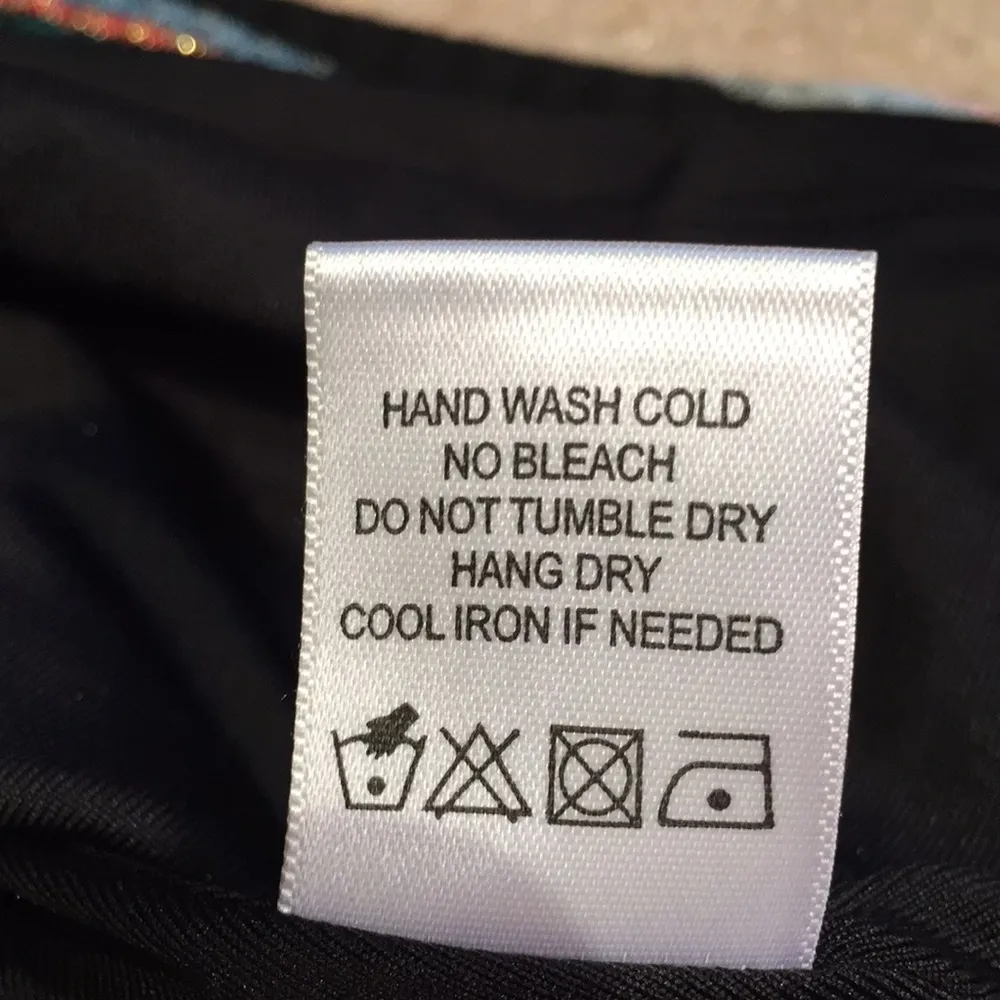 HAND WASH COLD
NO BLEACH
DO NOT TUMBLE DRY
HANG DRY
COOL IRON IF NEEDED